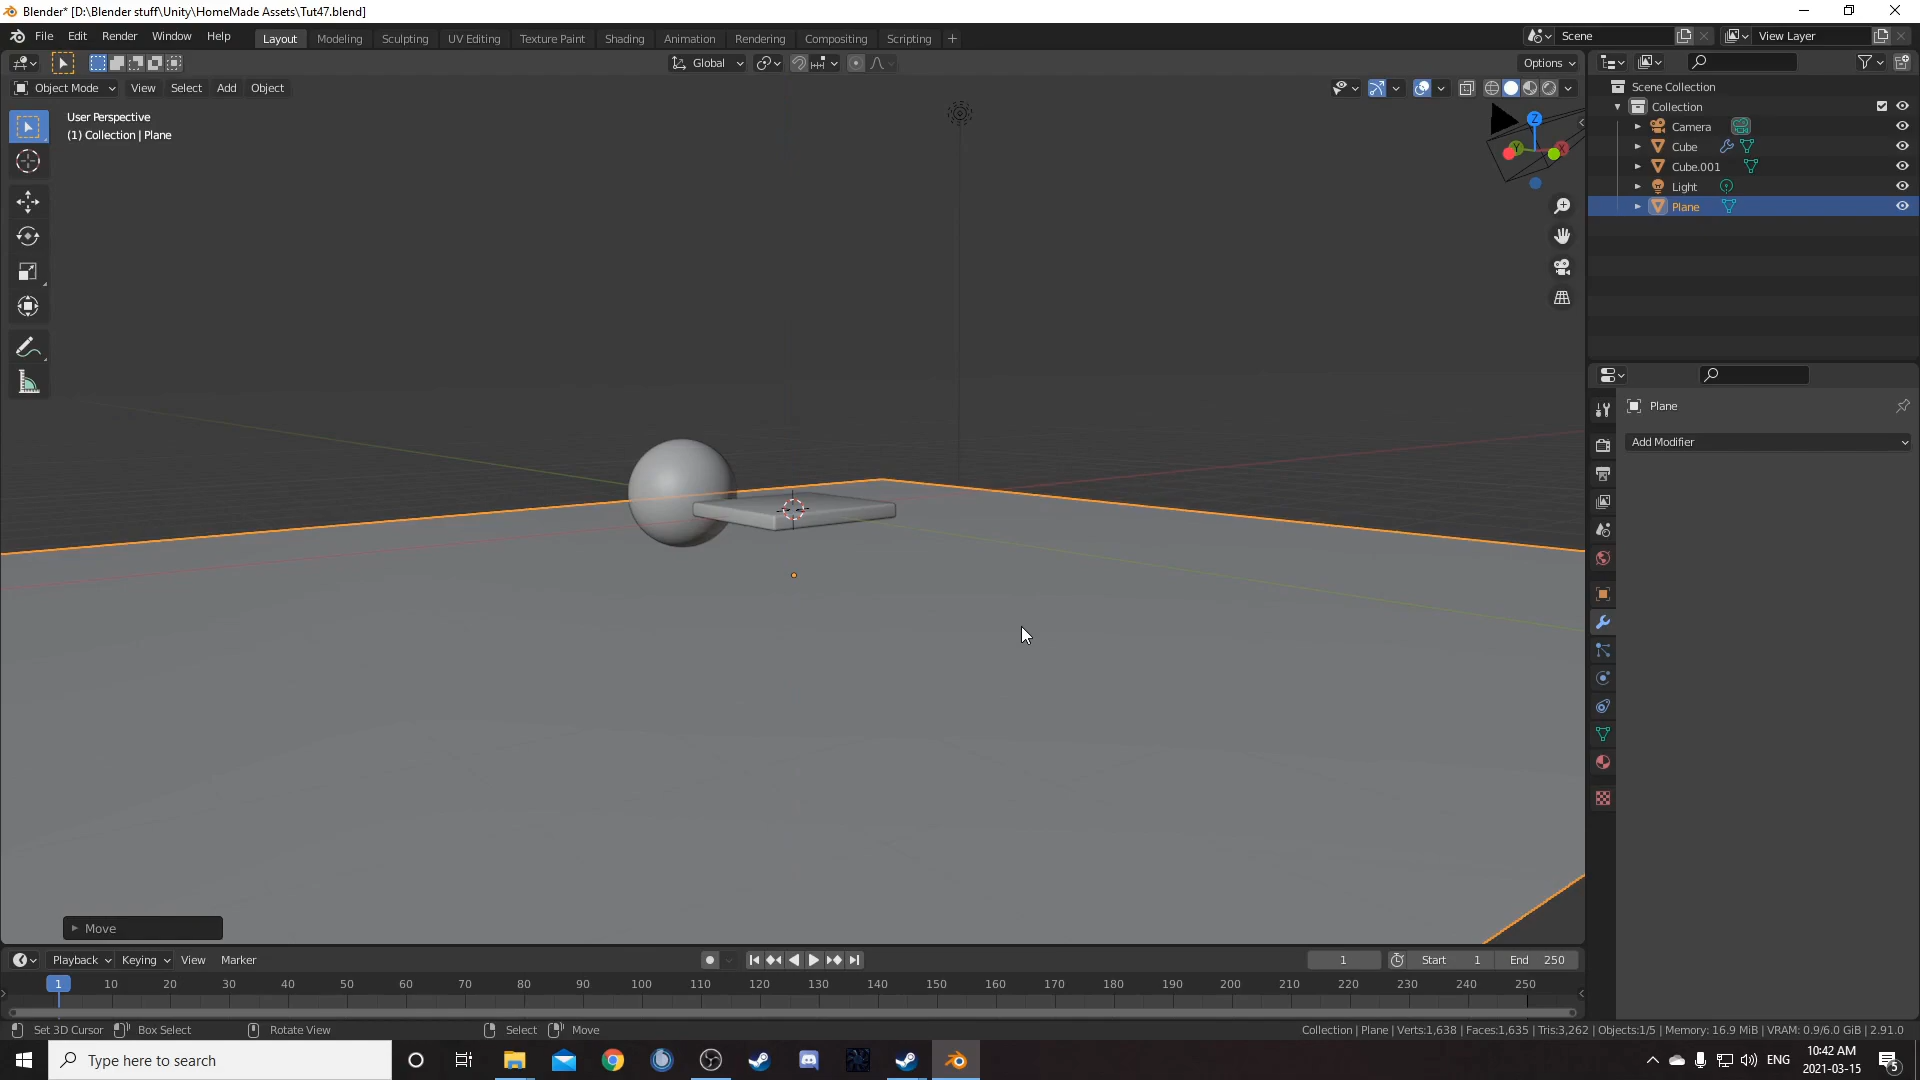 Blender* [D:\Blender stuff\Unity\HomeMade Assets\Tut47.blend]
File Edit Render Window Help Layout Modeling Sculpting UV Editing Texture Paint Shading Animation Rendering Compositing Scripting + Scene View Layer
Global Options
Object Mode View Select Add Object
User Perspective
(1) Collection | Plane
Z
Y
X
Scene Collection
Collection
Camera
Cube
Cube.001
Light
Plane
Plane
Add Modifier
Move
Playback Keying View Marker 1 Start 1 End 250
1 10 20 30 40 50 60 70 80 90 100 110 120 130 140 150 160 170 180 190 200 210 220 230 240 250
Set 3D Cursor Box Select Rotate View Select Move Collection | Plane | Verts:1,638 | Faces:1,635 | Tris:3,262 | Objects:1/5 | Memory: 16.9 MiB | VRAM: 0.9/6.0 GiB | 2.91.0
Type here to search
ENG
10:42 AM
2021-03-15
5